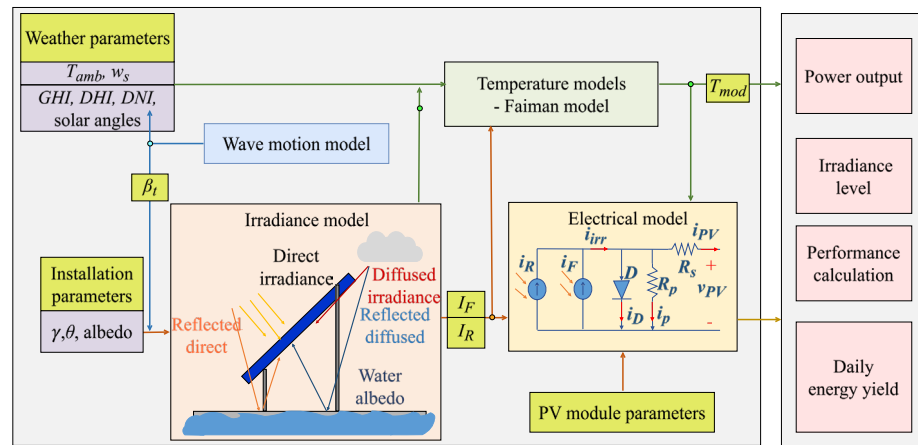 Weather parameters
T_amb, w_s
GHI, DHI, DNI,
solar angles
Wave motion model
β_t
Installation
parameters
γ,θ, albedo
Irradiance model
Direct
irradiance
Diffused
irradiance
Reflected
direct
Reflected
diffused
Water
albedo
I_F
I_R
Temperature models
- Faiman model
T_mod
Electrical model
i_R
i_F
i_irr
D
i_D
R_p
i_p
R_s
i_PV
+
v_PV
-
PV module parameters
Power output
Irradiance
level
Performance
calculation
Daily
energy yield